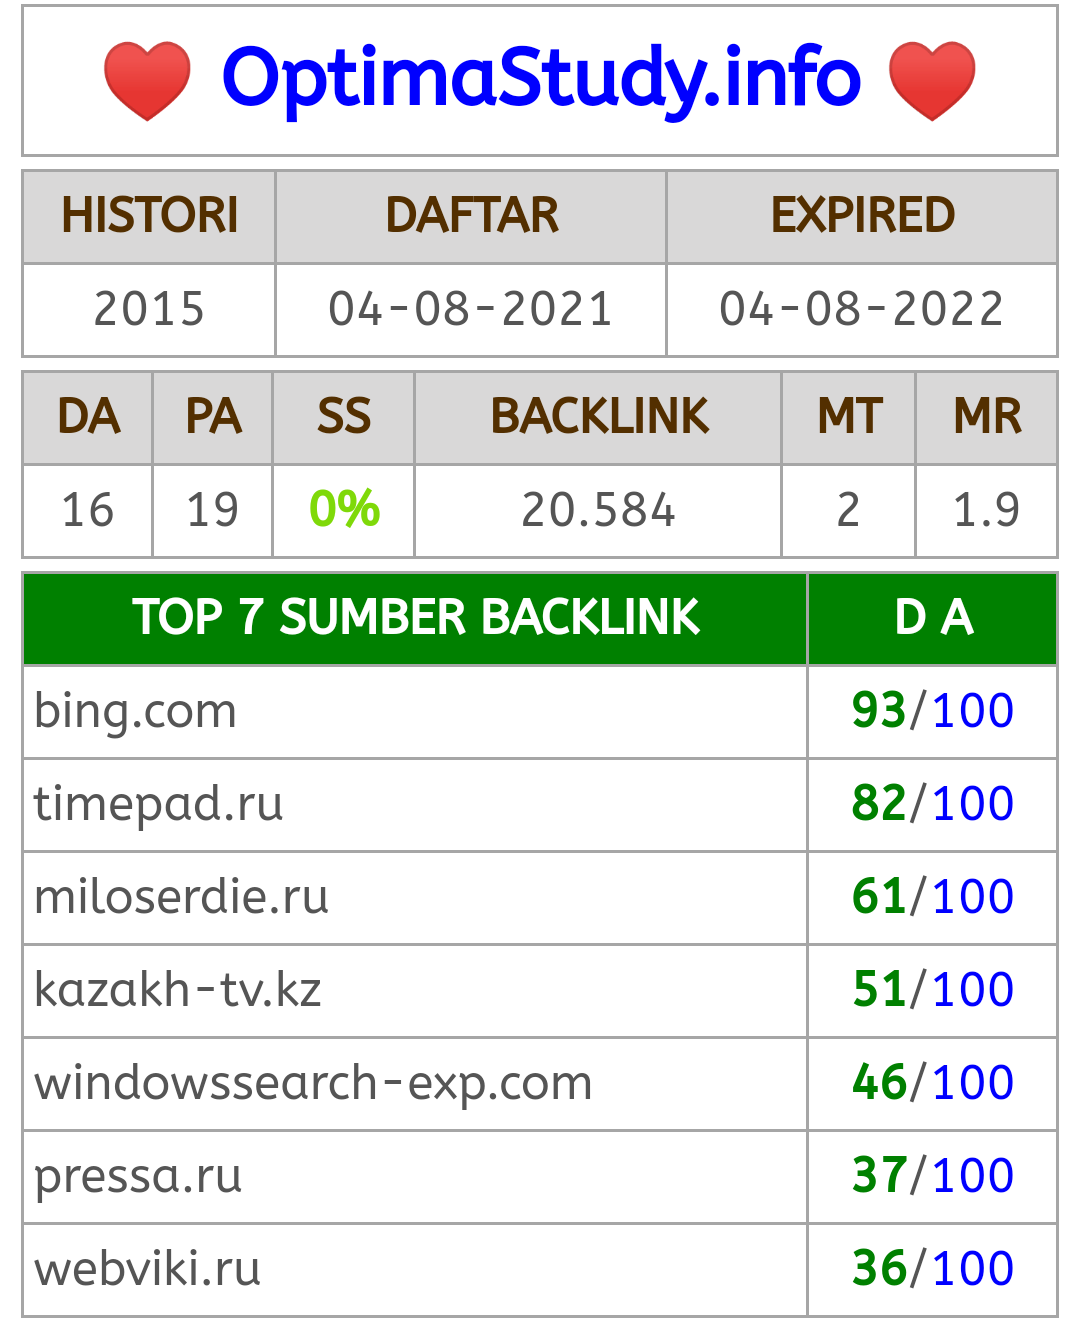 OptimaStudy.info
HISTORI DAFTAR EXPIRED
2015 04-08-2021 04-08-2022
DA PA SS BACKLINK MT MR
16 19 0% 20.584 2 1.9
TOP 7 SUMBER BACKLINK D A
bing.com 93/100
timepad.ru 82/100
miloserdie.ru 61/100
kazakh-tv.kz 51/100
windowssearch-exp.com 46/100
pressa.ru 37/100
webviki.ru 36/100